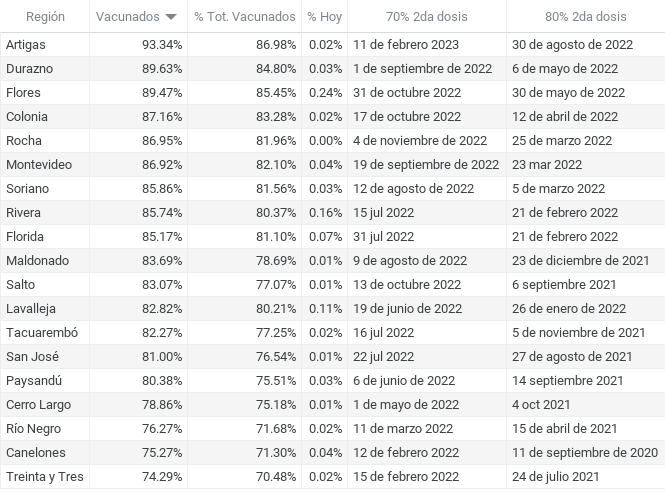 Región Vacunados % Tot. Vacunados % Hoy 70% 2da dosis 80% 2da dosis
Artigas 93.34% 86.98% 0.02% 11 de febrero 2023 30 de agosto de 2022
Durazno 89.63% 84.80% 0.03% 1 de septiembre de 2022 6 de mayo de 2022
Flores 89.47% 85.45% 0.24% 31 de octubre 2022 30 de mayo de 2022
Colonia 87.16% 83.28% 0.02% 17 de octubre 2022 12 de abril de 2022
Rocha 86.95% 81.96% 0.00% 4 de noviembre de 2022 25 de marzo 2022
Montevideo 86.92% 82.10% 0.04% 19 de septiembre de 2022 23 mar 2022
Soriano 85.86% 81.56% 0.03% 12 de agosto de 2022 5 de marzo 2022
Rivera 85.74% 80.37% 0.16% 15 jul 2022 21 de febrero 2022
Florida 85.17% 81.10% 0.07% 31 jul 2022 21 de febrero 2022
Maldonado 83.69% 78.69% 0.01% 9 de agosto de 2022 23 de diciembre de 2021
Salto 83.07% 77.07% 0.01% 13 de octubre 2022 6 septiembre 2021
Lavalleja 82.82% 80.21% 0.11% 19 de junio de 2022 26 de enero de 2022
Tacuarembó 82.27% 77.25% 0.02% 16 jul 2022 5 de noviembre de 2021
San José 81.00% 76.54% 0.01% 22 jul 2022 27 de agosto de 2021
Paysandú 80.38% 75.51% 0.03% 6 de junio de 2022 14 septiembre 2021
Cerro Largo 78.86% 75.18% 0.01% 1 de mayo de 2022 4 oct 2021
Río Negro 76.27% 71.68% 0.02% 11 de marzo 2022 15 de abril de 2021
Canelones 75.27% 71.30% 0.04% 12 de febrero 2022 11 de septiembre de 2020
Treinta y Tres 74.29% 70.48% 0.02% 15 de febrero 2022 24 de julio 2021